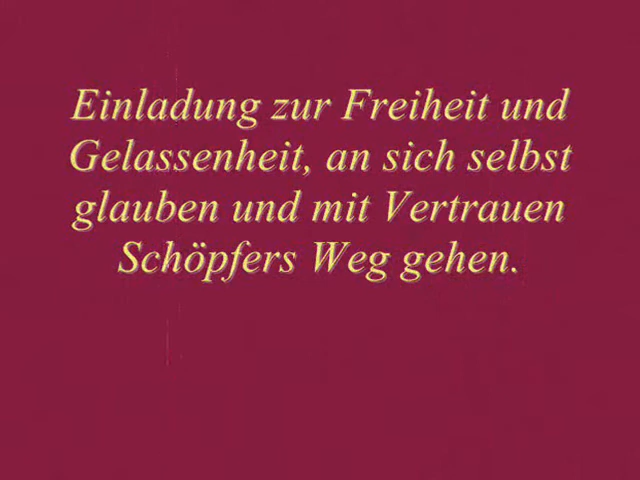 Einladung zur Freiheit und
Gelassenheit, an sich selbst
glauben und mit Vertrauen
Schöpfers Weg gehen.